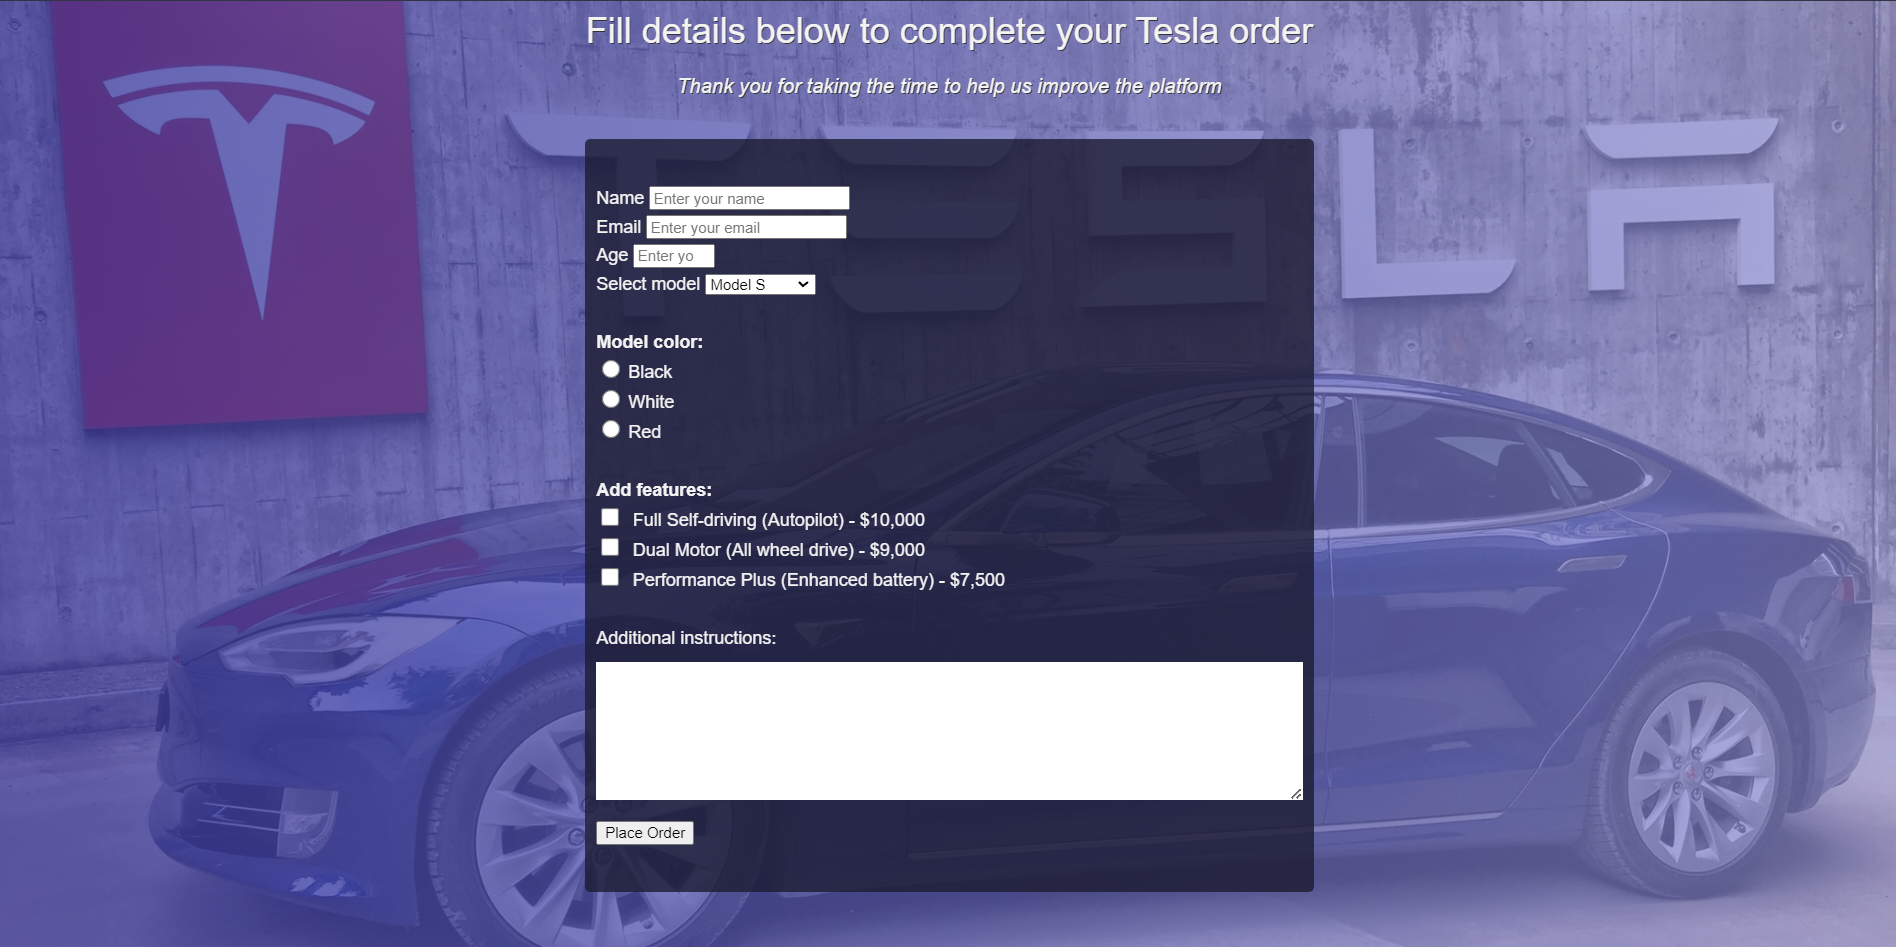 Fill details below to complete your Tesla order
Thank you for taking the time to help us improve the platform
TESLA
Name Enter your name
Email Enter your email
Age Enter yo
Select model Model S
Model color:
Black
White
Red
Add features:
Full Self-driving (Autopilot) - $10,000
Dual Motor (All wheel drive) - $9,000
Performance Plus (Enhanced battery) - $7,500
Additional instructions:
Place Order